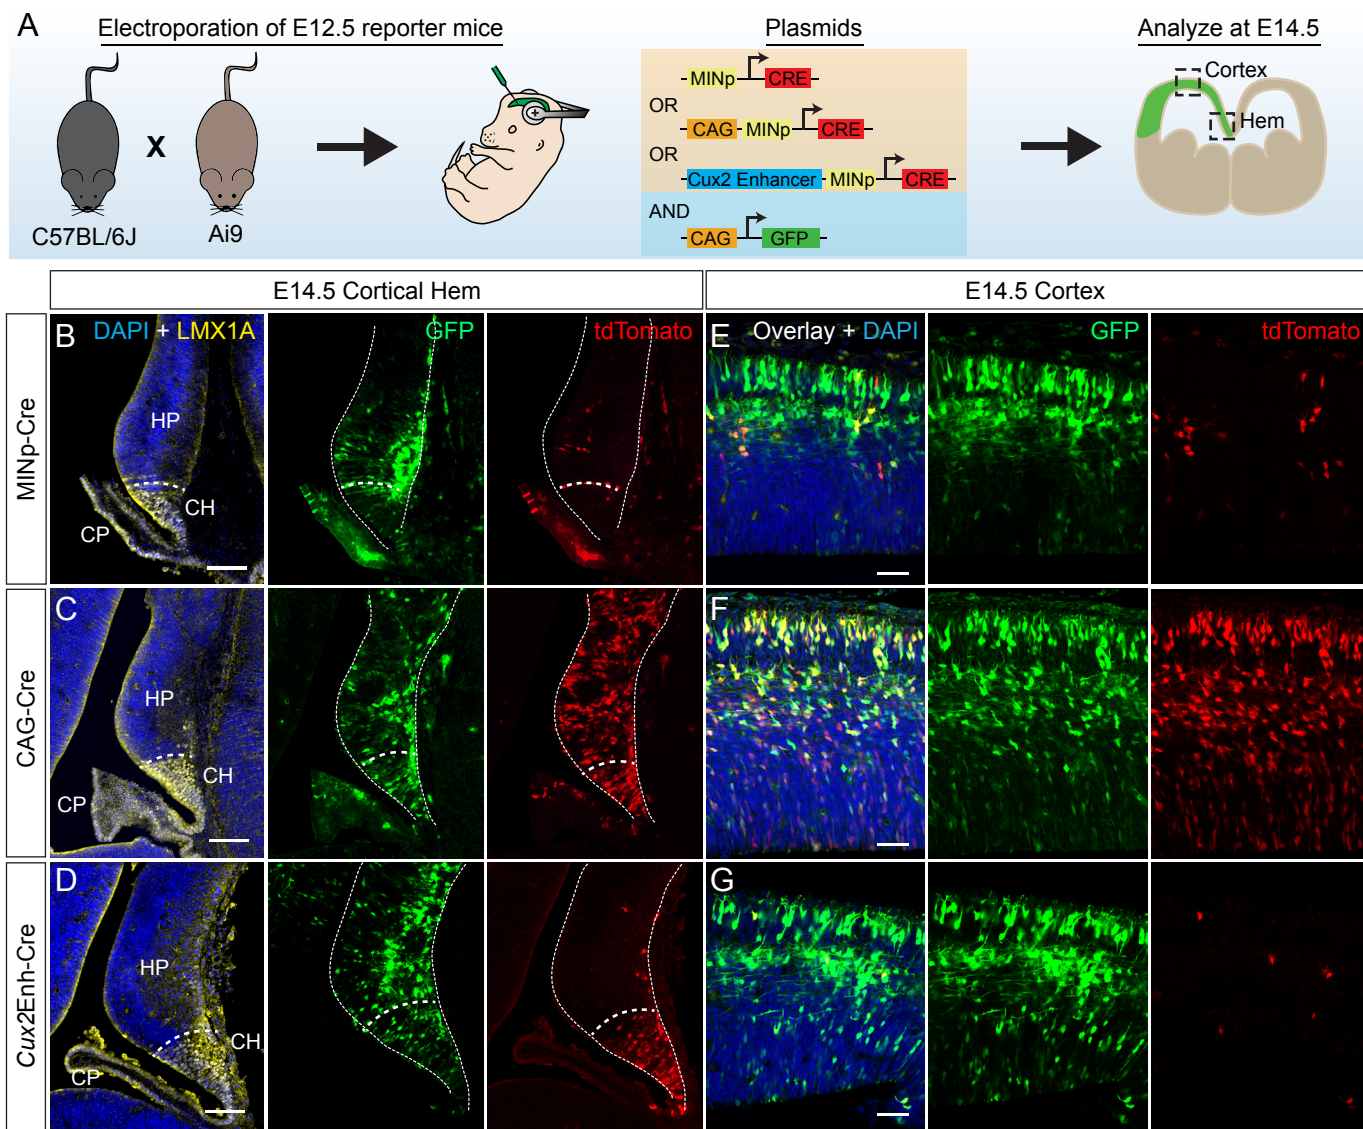 A
Electroporation of E12.5 reporter mice
Plasmids
Analyze at E14.5
C57BL/6J
X
Ai9
MINp CRE
OR
CAG MINp CRE
OR
Cux2 Enhancer MINp CRE
AND
CAG GFP
Cortex
Hem
E14.5 Cortical Hem
E14.5 Cortex
MINp-Cre
B
DAPI + LMX1A
HP
CH
CP
GFP
tdTomato
E
Overlay + DAPI
GFP
tdTomato
CAG-Cre
C
HP
CH
CP
F
Cux2Enh-Cre
D
HP
CH
CP
G